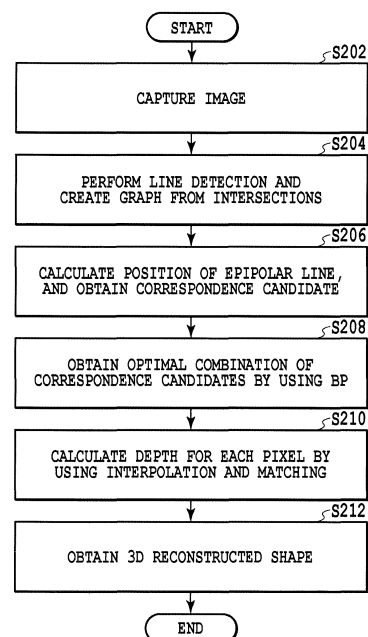 START
S202
CAPTURE IMAGE
S204
PERFORM LINE DETECTION AND
CREATE GRAPH FROM INTERSECTIONS
S206
CALCULATE POSITION OF EPIPOLAR LINE,
AND OBTAIN CORRESPONDENCE CANDIDATE
S208
OBTAIN OPTIMAL COMBINATION OF
CORRESPONDENCE CANDIDATES BY USING BP
S210
CALCULATE DEPTH FOR EACH PIXEL BY
USING INTERPOLATION AND MATCHING
S212
OBTAIN 3D RECONSTRUCTED SHAPE
END